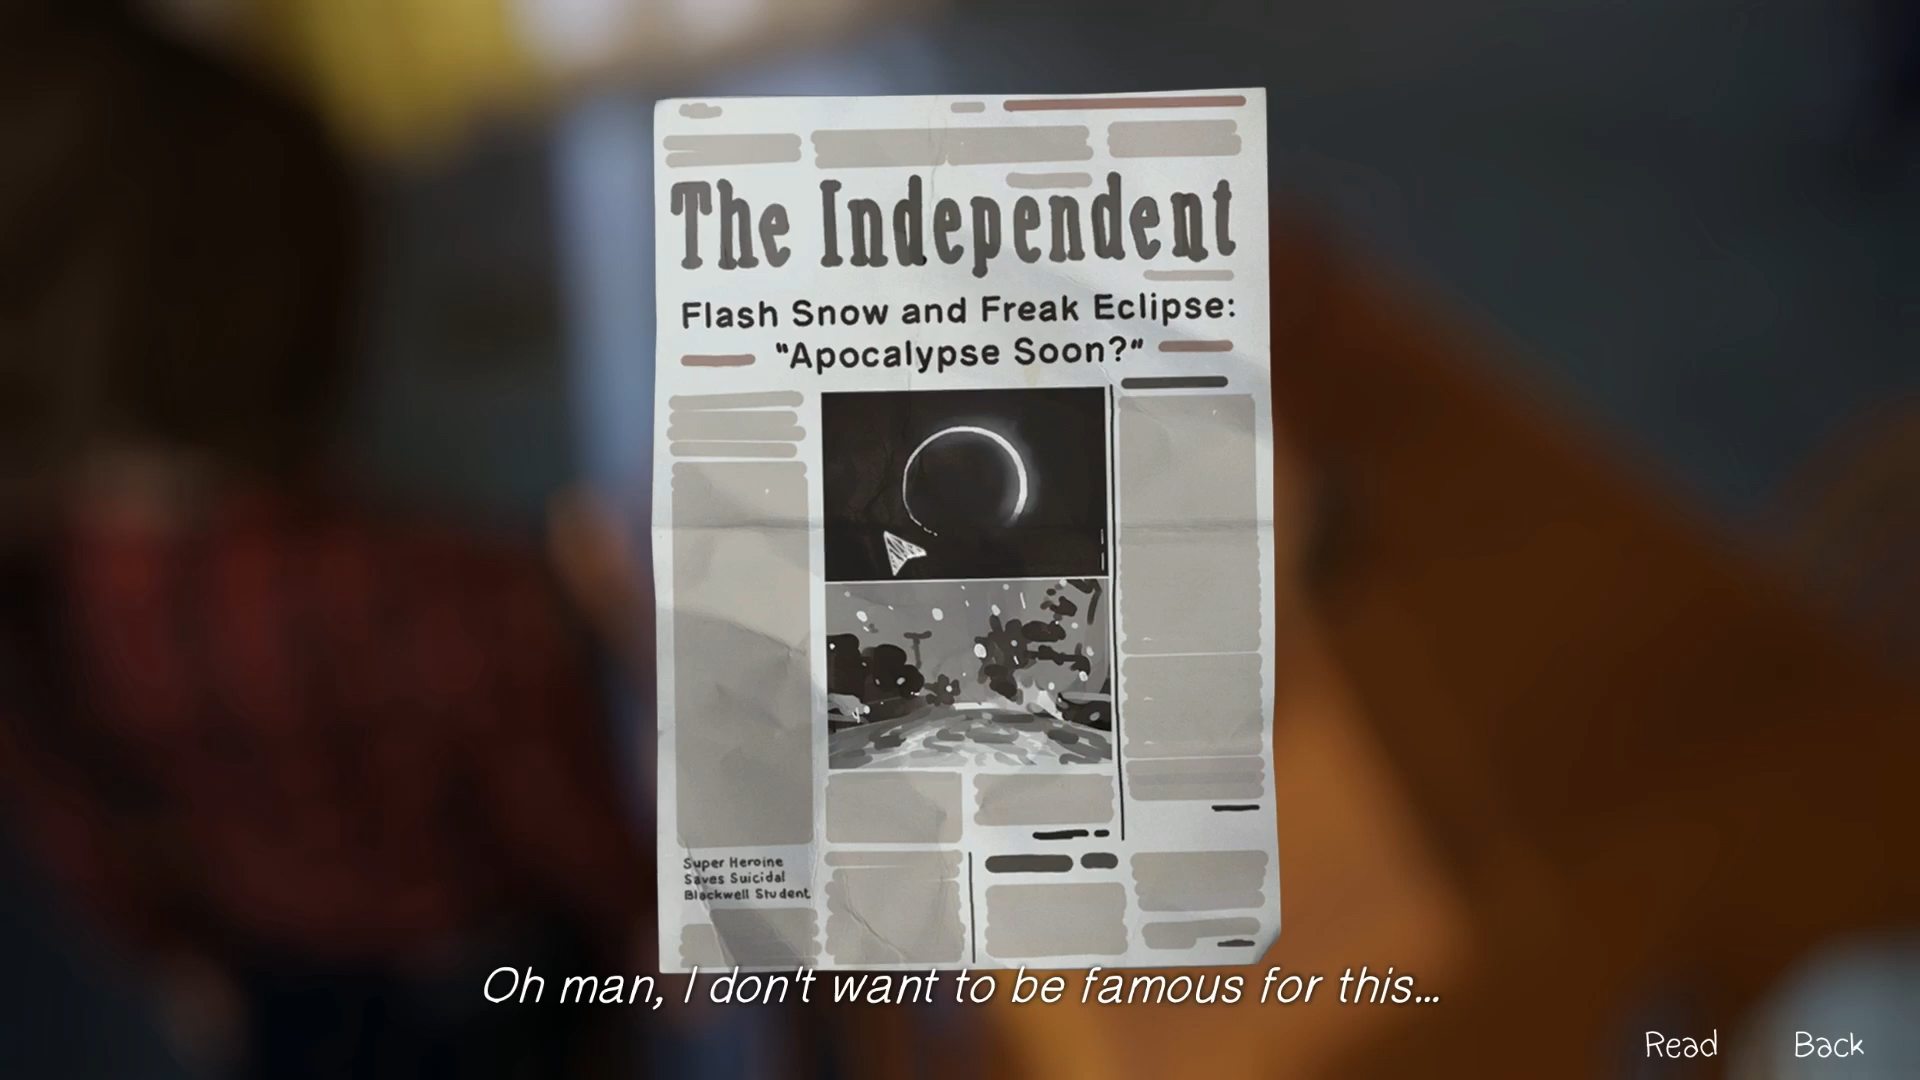 The Independent
Flash Snow and Freak Eclipse:
"Apocalypse Soon?"
Super Heroine
Saves Suicidal
Blackwell Student
Oh man, I don't want to be famous for this...
Read
Back